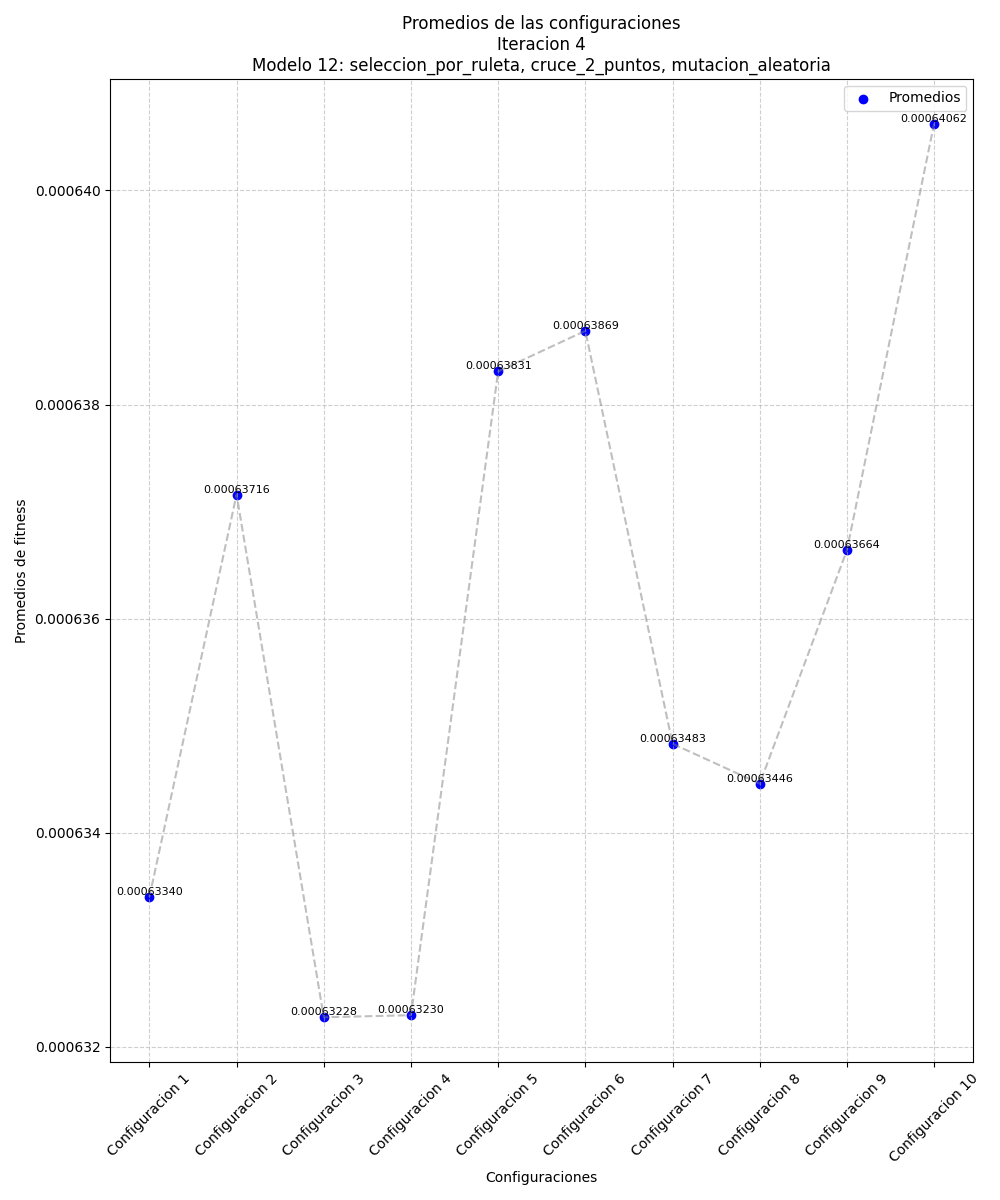 Promedios de las configuraciones
Iteracion 4
Modelo 12: seleccion_por_ruleta, cruce_2_puntos, mutacion_aleatoria
Promedios
0.00064062
0.000640
0.00063869
0.00063831
0.000638
0.00063716
0.00063664
0.000636
Promedios de fitness
0.00063483
0.00063446
0.000634
0.00063340
0.00063228
0.00063230
0.000632
Configuracion 1
Configuracion 2
Configuracion 3
Configuracion 4
Configuracion 5
Configuracion 6
Configuracion 7
Configuracion 8
Configuracion 9
Configuracion 10
Configuraciones